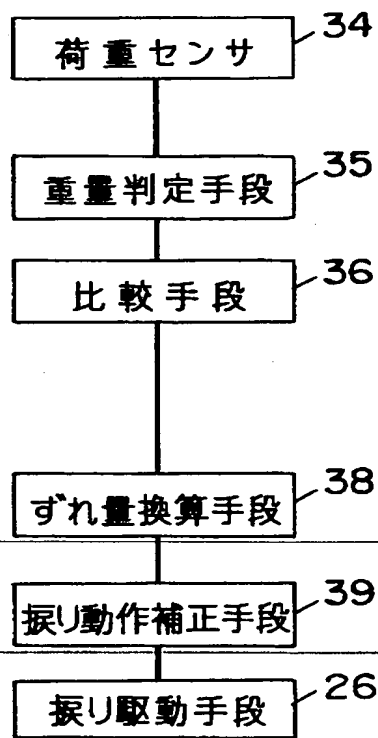 荷重センサ 34
重量判定手段 35
比較手段 36
ずれ量換算手段 38
捩り動作補正手段 39
捩り駆動手段 26